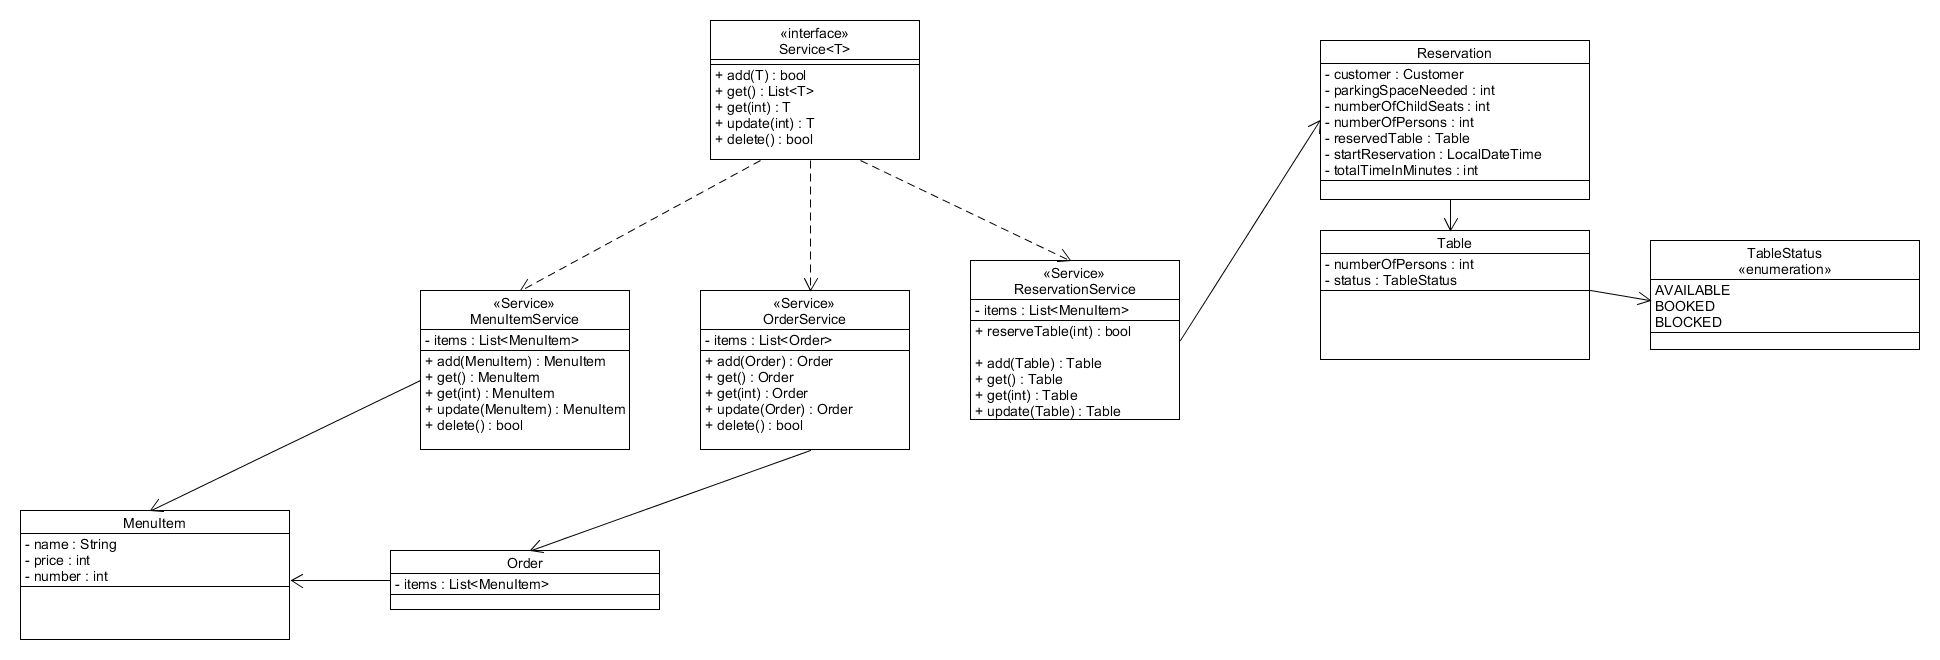 «interface»
Service<T>
+ add(T) : bool
+ get() : List<T>
+ get(int) : T
+ update(int) : T
+ delete() : bool
Reservation
- customer : Customer
- parkingSpaceNeeded : int
- numberOfChildSeats : int
- numberOfPersons : int
- reservedTable : Table
- startReservation : LocalDateTime
- totalTimeInMinutes : int
Table
- numberOfPersons : int
- status : TableStatus
TableStatus
«enumeration»
AVAILABLE
BOOKED
BLOCKED
«Service»
MenuItemService
- items : List<MenuItem>
+ add(MenuItem) : MenuItem
+ get() : MenuItem
+ get(int) : MenuItem
+ update(MenuItem) : MenuItem
+ delete() : bool
«Service»
OrderService
- items : List<Order>
+ add(Order) : Order
+ get() : Order
+ get(int) : Order
+ update(Order) : Order
+ delete() : bool
«Service»
ReservationService
- items : List<MenuItem>
+ reserveTable(int) : bool
+ add(Table) : Table
+ get() : Table
+ get(int) : Table
+ update(Table) : Table
MenuItem
- name : String
- price : int
- number : int
Order
- items : List<MenuItem>